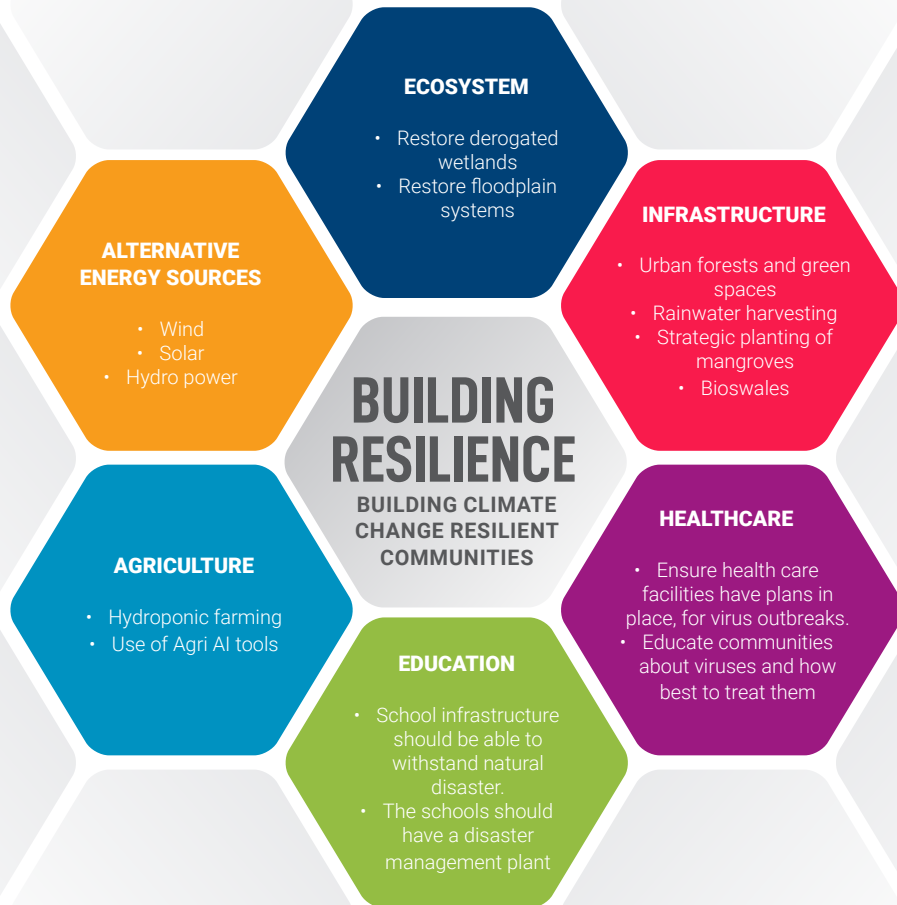 ECOSYSTEM
• Restore derogated
wetlands
• Restore floodplain
systems
INFRASTRUCTURE
• Urban forests and green
spaces
• Rainwater harvesting
• Strategic planting of
mangroves
• Bioswales
ALTERNATIVE
ENERGY SOURCES
• Wind
• Solar
• Hydro power
BUILDING
RESILIENCE
BUILDING CLIMATE
CHANGE RESILIENT
COMMUNITIES
HEALTHCARE
• Ensure health care
facilities have plans in
place, for virus outbreaks.
• Educate communities
about viruses and how
best to treat them
AGRICULTURE
• Hydroponic farming
• Use of Agri AI tools
EDUCATION
• School infrastructure
should be able to
withstand natural
disaster.
• The schools should
have a disaster
management plant